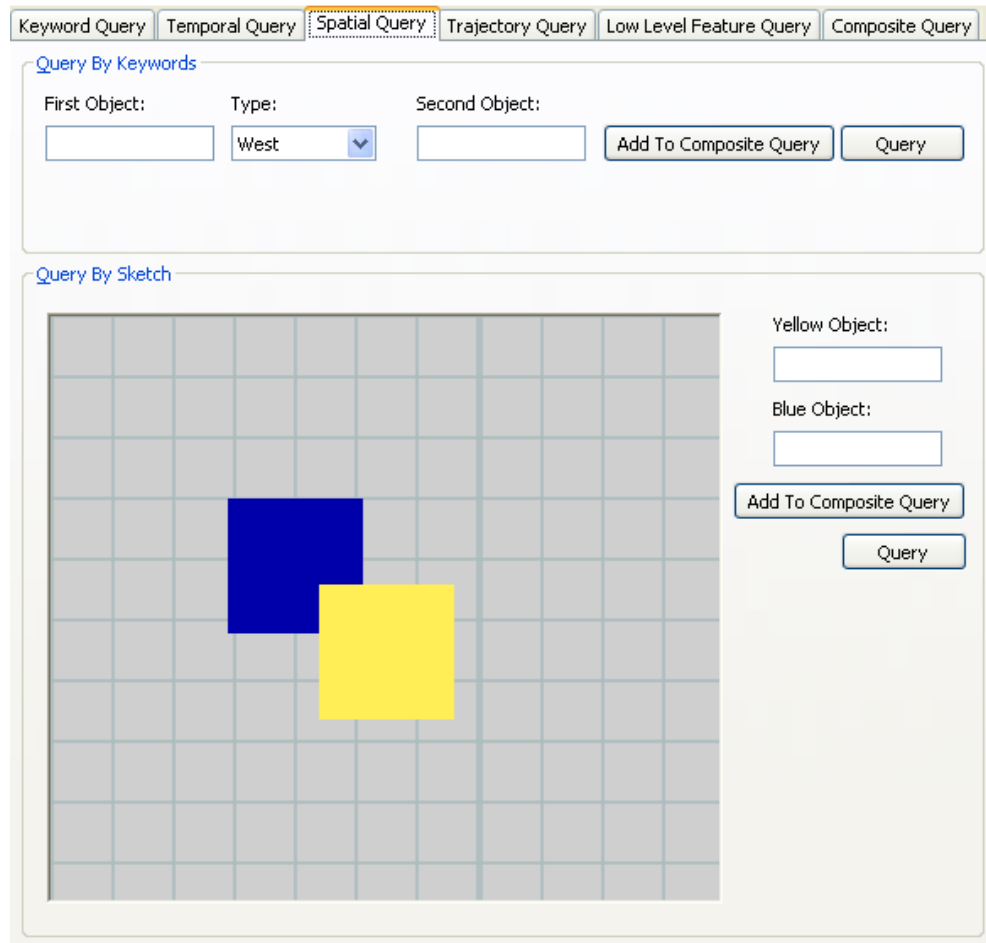 Keyword Query Temporal Query Spatial Query Trajectory Query Low Level Feature Query Composite Query
Query By Keywords
First Object: Type: Second Object:
West Add To Composite Query Query
Query By Sketch
Yellow Object:
Blue Object:
Add To Composite Query
Query